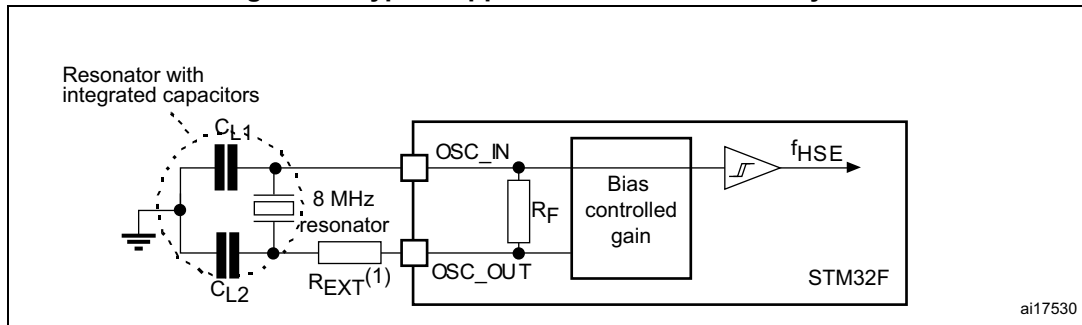 Resonator with
integrated capacitors
CL1
OSC_IN
fHSE
8 MHz
resonator
RF
Bias
controlled
gain
REXT(1)
OSC_OUT
STM32F
CL2
ai17530